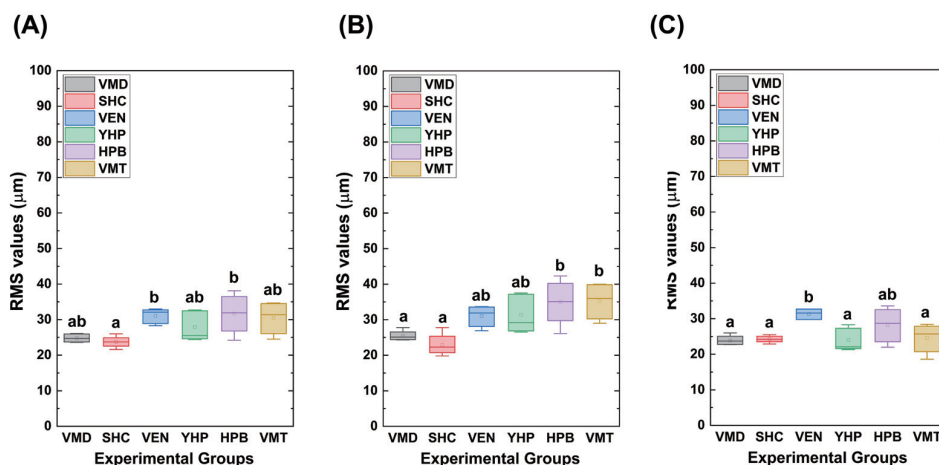 (A)
RMS values (μm)
100
90
80
70
60
50
40
30
20
10
0
VMD
SHC
VEN
YHP
HPB
VMT
ab
a
b
ab
b
ab
VMD SHC VEN YHP HPB VMT
Experimental Groups
(B)
RMS values (μm)
100
90
80
70
60
50
40
30
20
10
0
VMD
SHC
VEN
YHP
HPB
VMT
a
a
ab
ab
b
b
VMD SHC VEN YHP HPB VMT
Experimental Groups
(C)
RMS values (μm)
100
90
80
70
60
50
40
30
20
10
0
VMD
SHC
VEN
YHP
HPB
VMT
a
a
b
a
ab
a
VMD SHC VEN YHP HPB VMT
Experimental Groups